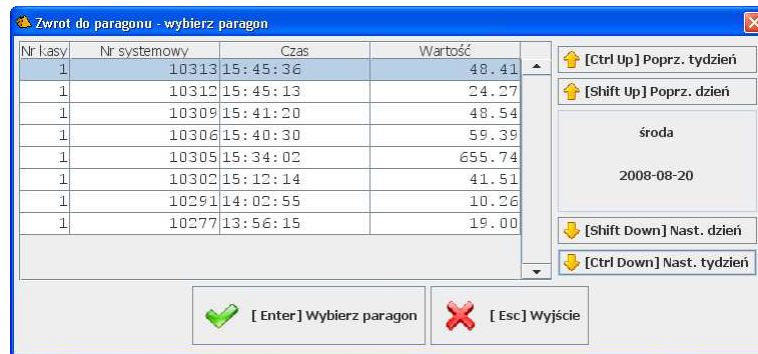 Zwrot do paragonu - wybierz paragon
Nr kasy Nr systemowy Czas Wartość
1 10313 15:45:36 48.41
1 10312 15:45:13 24.27
1 10309 15:41:20 48.54
1 10306 15:40:30 59.39
1 10305 15:34:02 655.74
1 10302 15:12:14 41.51
1 10291 14:02:55 10.26
1 10277 13:56:15 19.00
[Ctrl Up] Poprz. tydzień
[Shift Up] Poprz. dzień
środa
2008-08-20
[Shift Down] Nast. dzień
[Ctrl Down] Nast. tydzień
[ Enter] Wybierz paragon
[ Esc] Wyjście